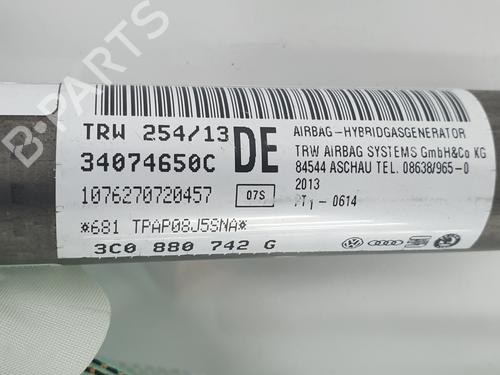 B-PARTS
TRW 254/13
34074650C
DE
1076270720457
07S
*681 TPAP08J5SNA*
3C0 880 742 G
AIRBAG-HYBRIDGASGENERATOR
TRW AIRBAG SYSTEMS GmbH&Co KG
84544 ASCHAU TEL. 08638/965-0
2013
PT1 - 0614